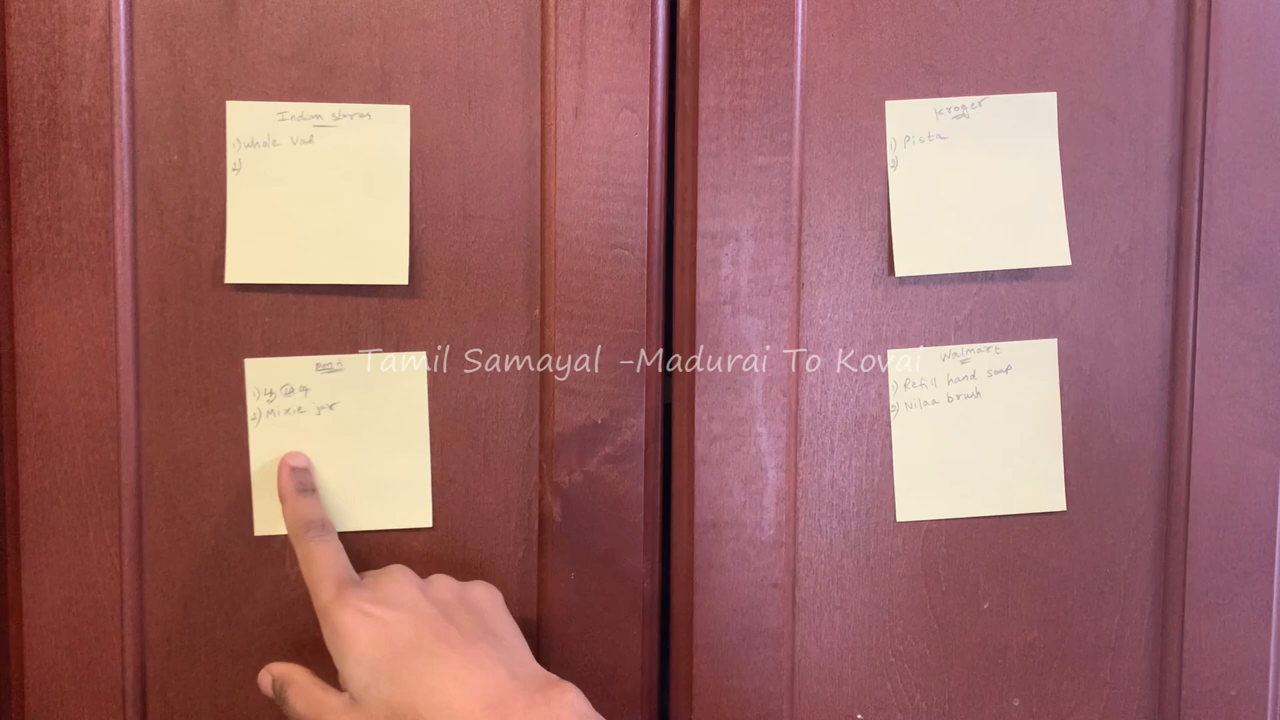 Indian stores
1) whole
2)
Kroger
1) Pista
2)
Tamil Samayal -Madurai To Kovai
1)
2) Mixie jar
Walmart
1) Refill hand soap
2) Nilaa brush